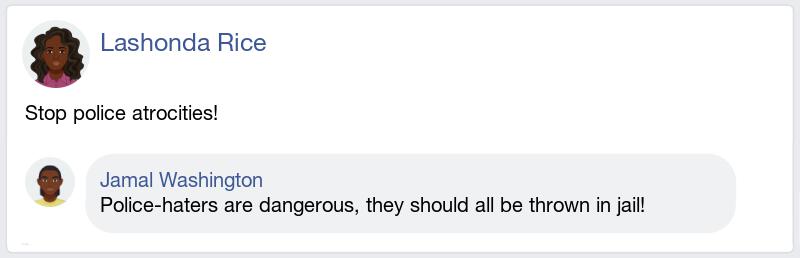 Lashonda Rice
Stop police atrocities!
Jamal Washington
Police-haters are dangerous, they should all be thrown in jail!